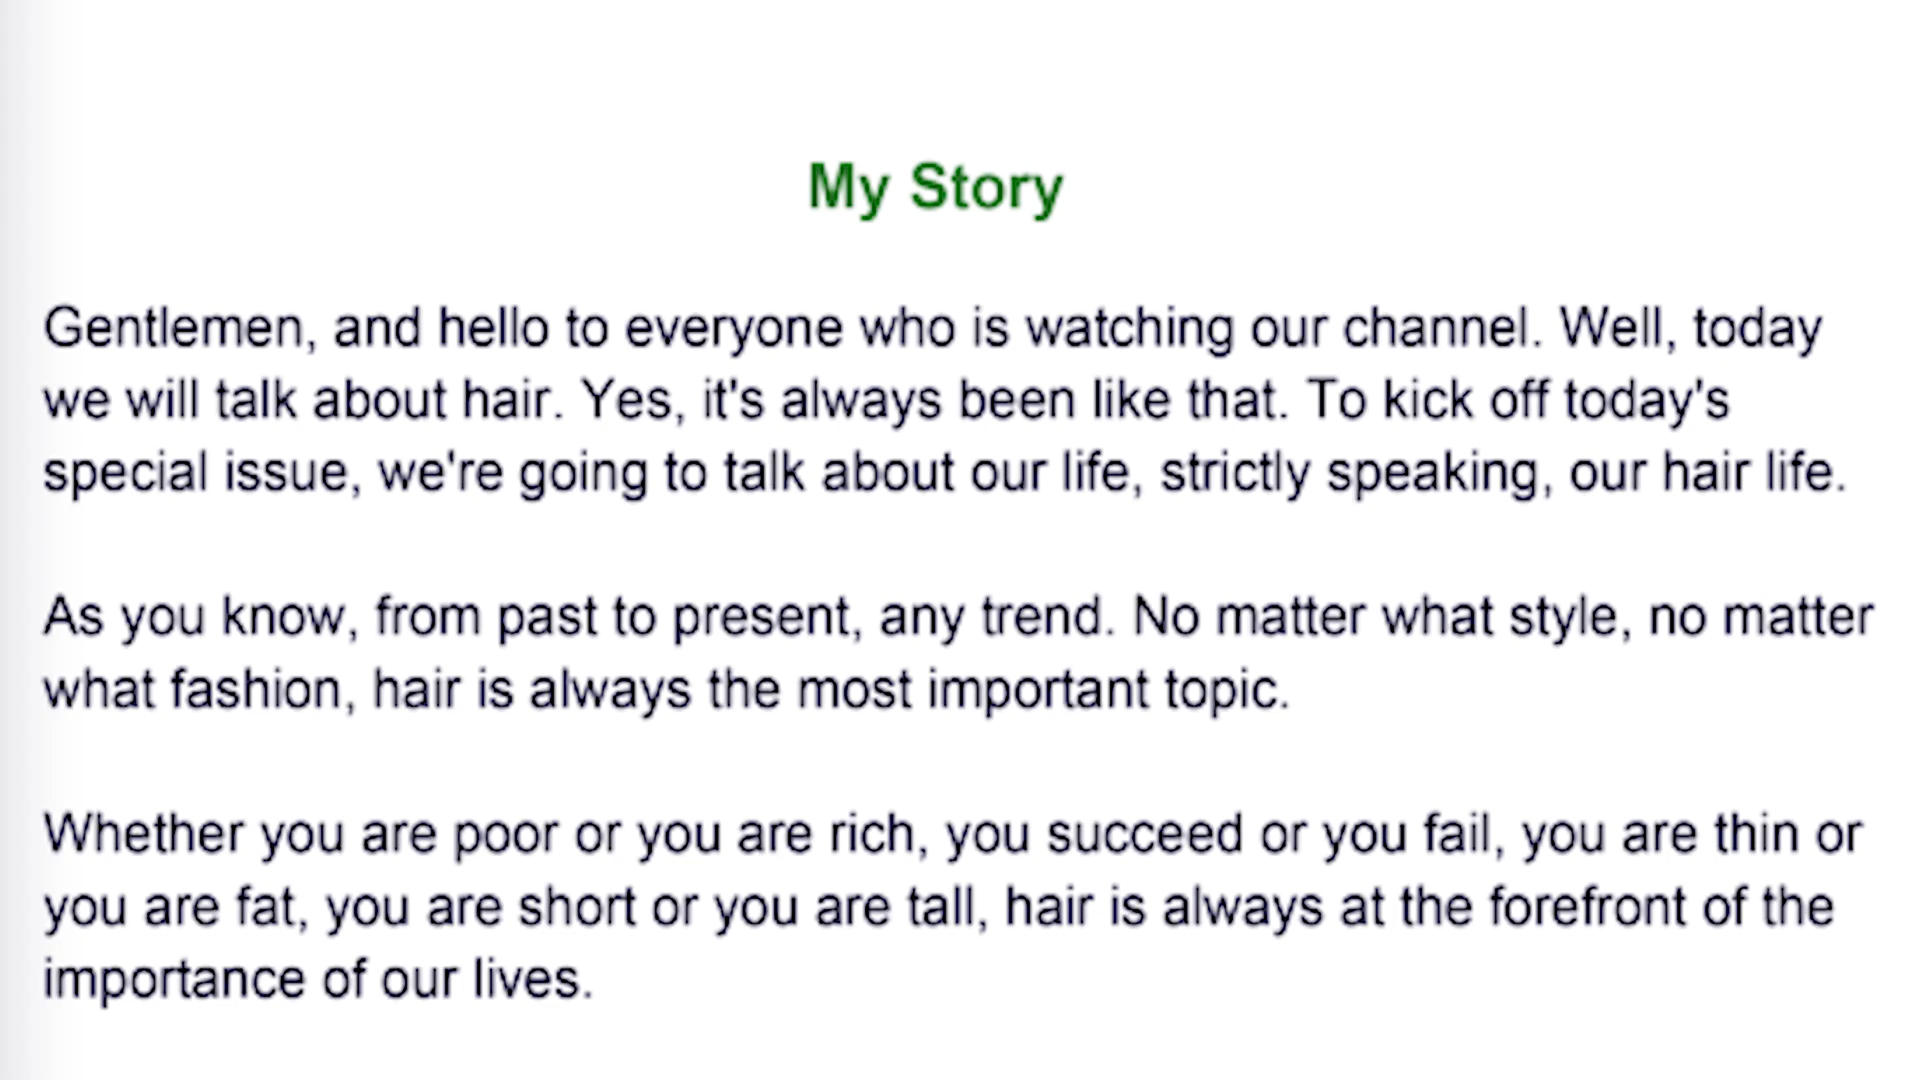 My Story
Gentlemen, and hello to everyone who is watching our channel. Well, today
we will talk about hair. Yes, it's always been like that. To kick off today's
special issue, we're going to talk about our life, strictly speaking, our hair life.
As you know, from past to present, any trend. No matter what style, no matter
what fashion, hair is always the most important topic.
Whether you are poor or you are rich, you succeed or you fail, you are thin or
you are fat, you are short or you are tall, hair is always at the forefront of the
importance of our lives.